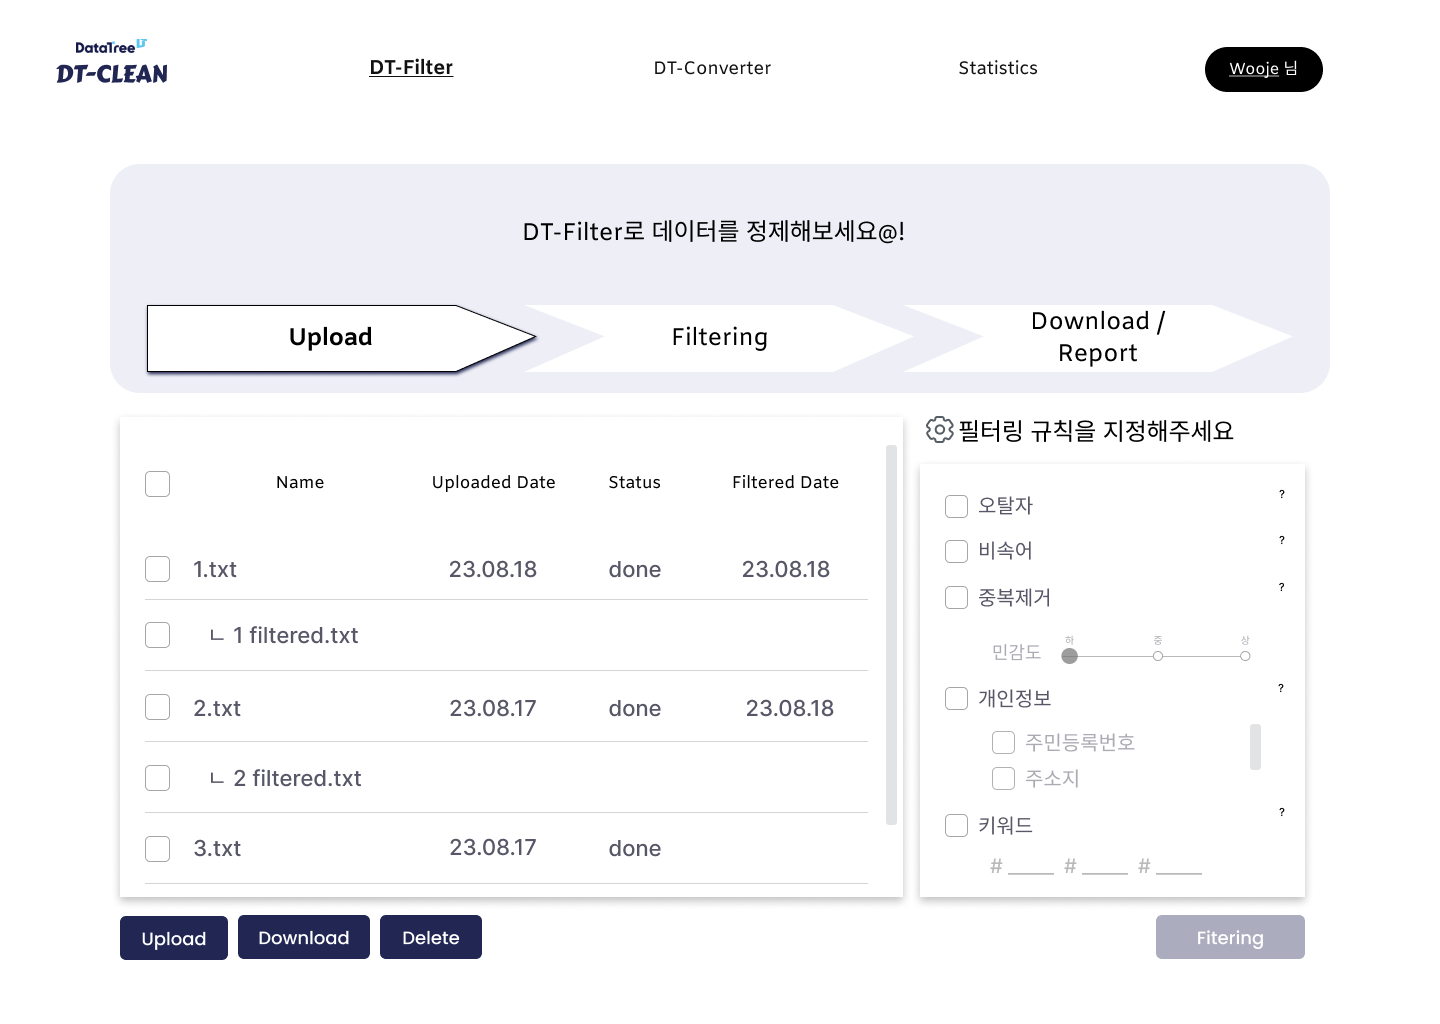 DataTree IT
DT-CLEAN
DT-Filter
DT-Converter
Statistics
Wooje 님
DT-Filter로 데이터를 정제해보세요@!
Upload
Filtering
Download /
Report
Name Uploaded Date Status Filtered Date
1.txt 23.08.18 done 23.08.18
ㄴ 1 filtered.txt
2.txt 23.08.17 done 23.08.18
ㄴ 2 filtered.txt
3.txt 23.08.17 done
필터링 규칙을 지정해주세요
오탈자 ?
비속어 ?
중복제거 ?
하 중 상
민감도
개인정보 ?
주민등록번호
주소지
키워드 ?
# ____ # ____ # ____
Upload
Download
Delete
Fitering